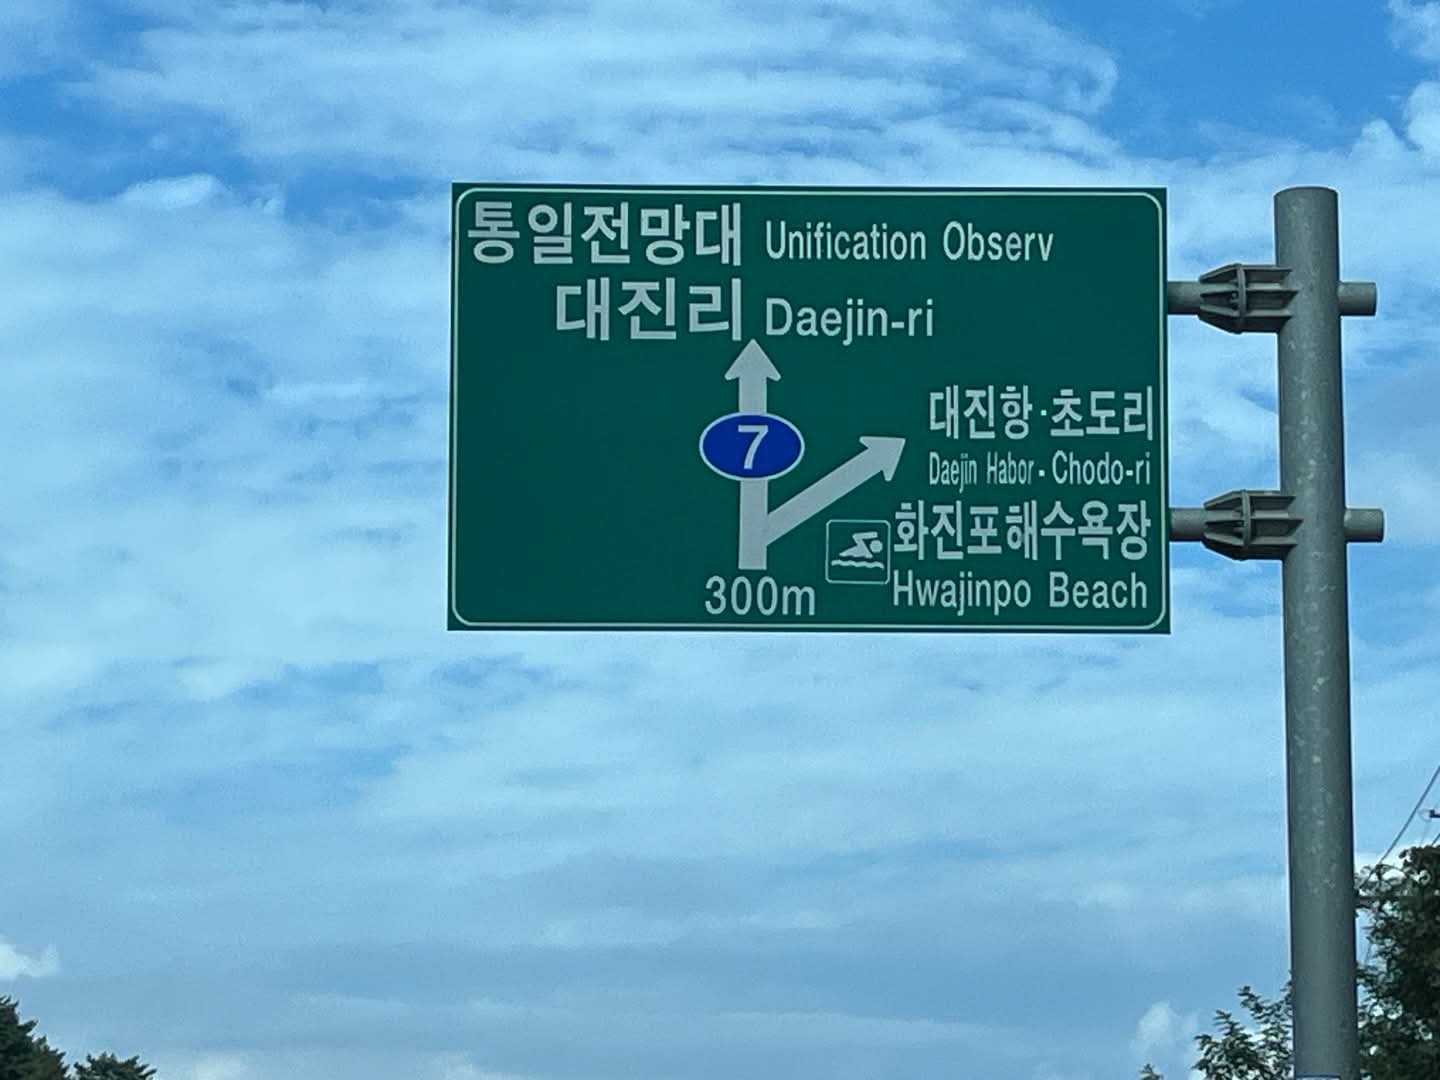 통일전망대 Unification Observ
대진리 Daejin-ri
7
대진항·초도리
Daejin Habor - Chodo-ri
화진포해수욕장
Hwajinpo Beach
300m